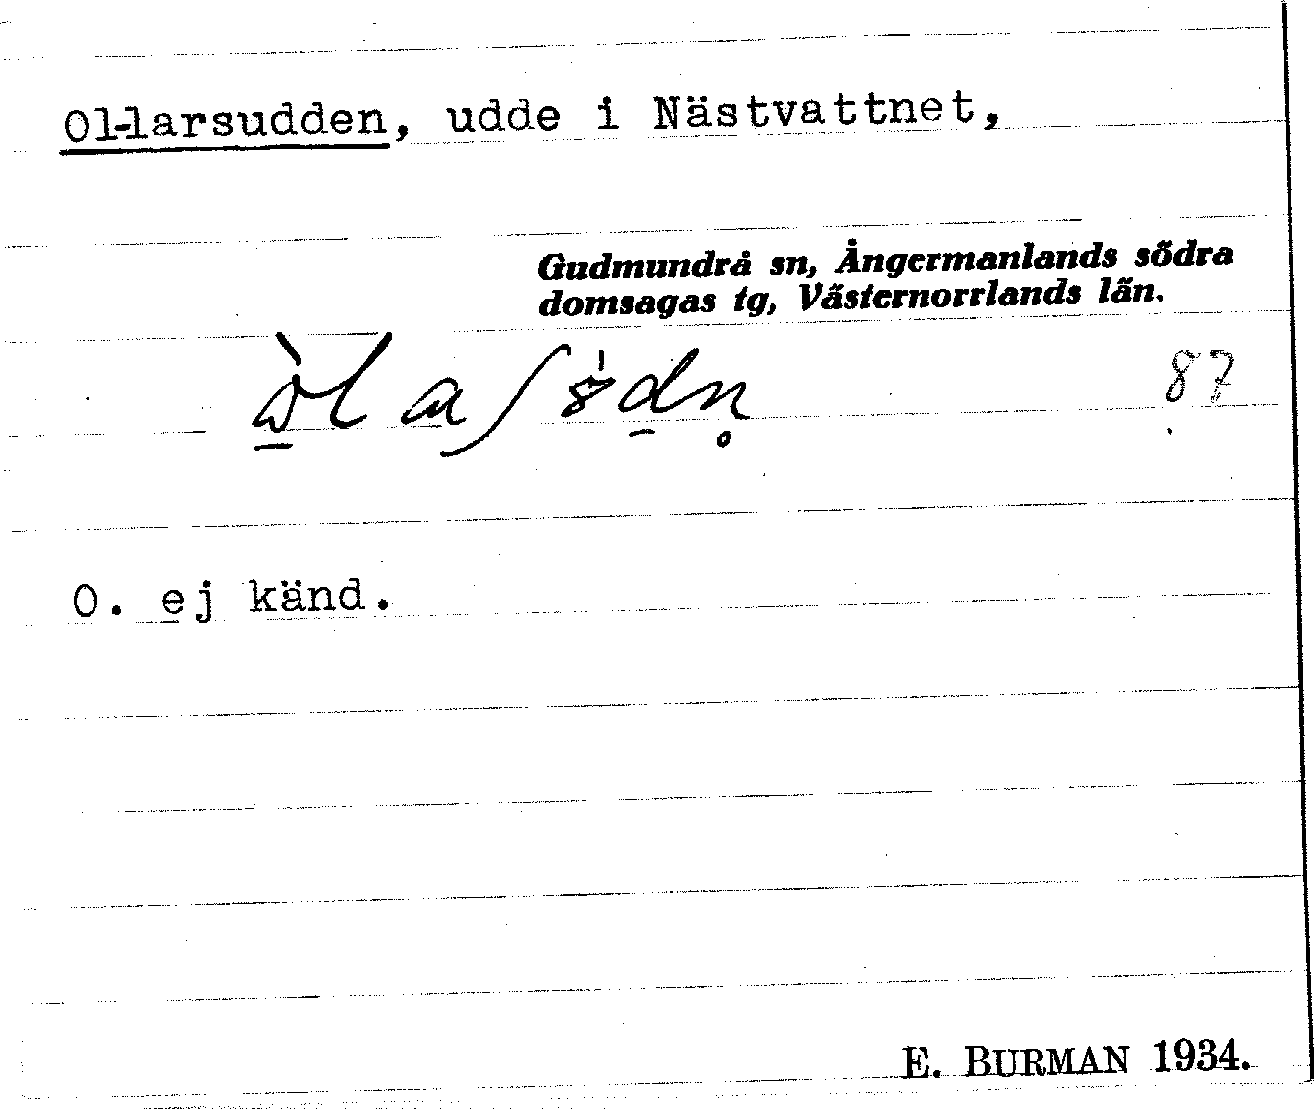 Ol-larsudden, udde i Nästvattnet,
Gudmundrå sn, Ångermanlands södra
domsagas tg, Västernorrlands län.
87
O. ej känd.
E. BURMAN 1934.